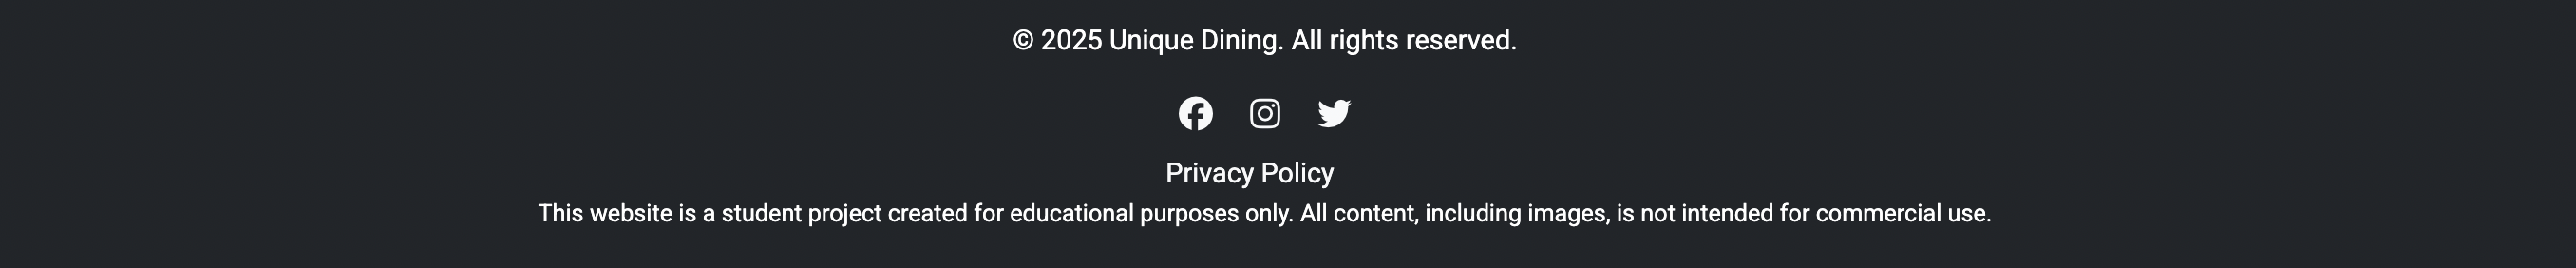 © 2025 Unique Dining. All rights reserved.
Privacy Policy
This website is a student project created for educational purposes only. All content, including images, is not intended for commercial use.